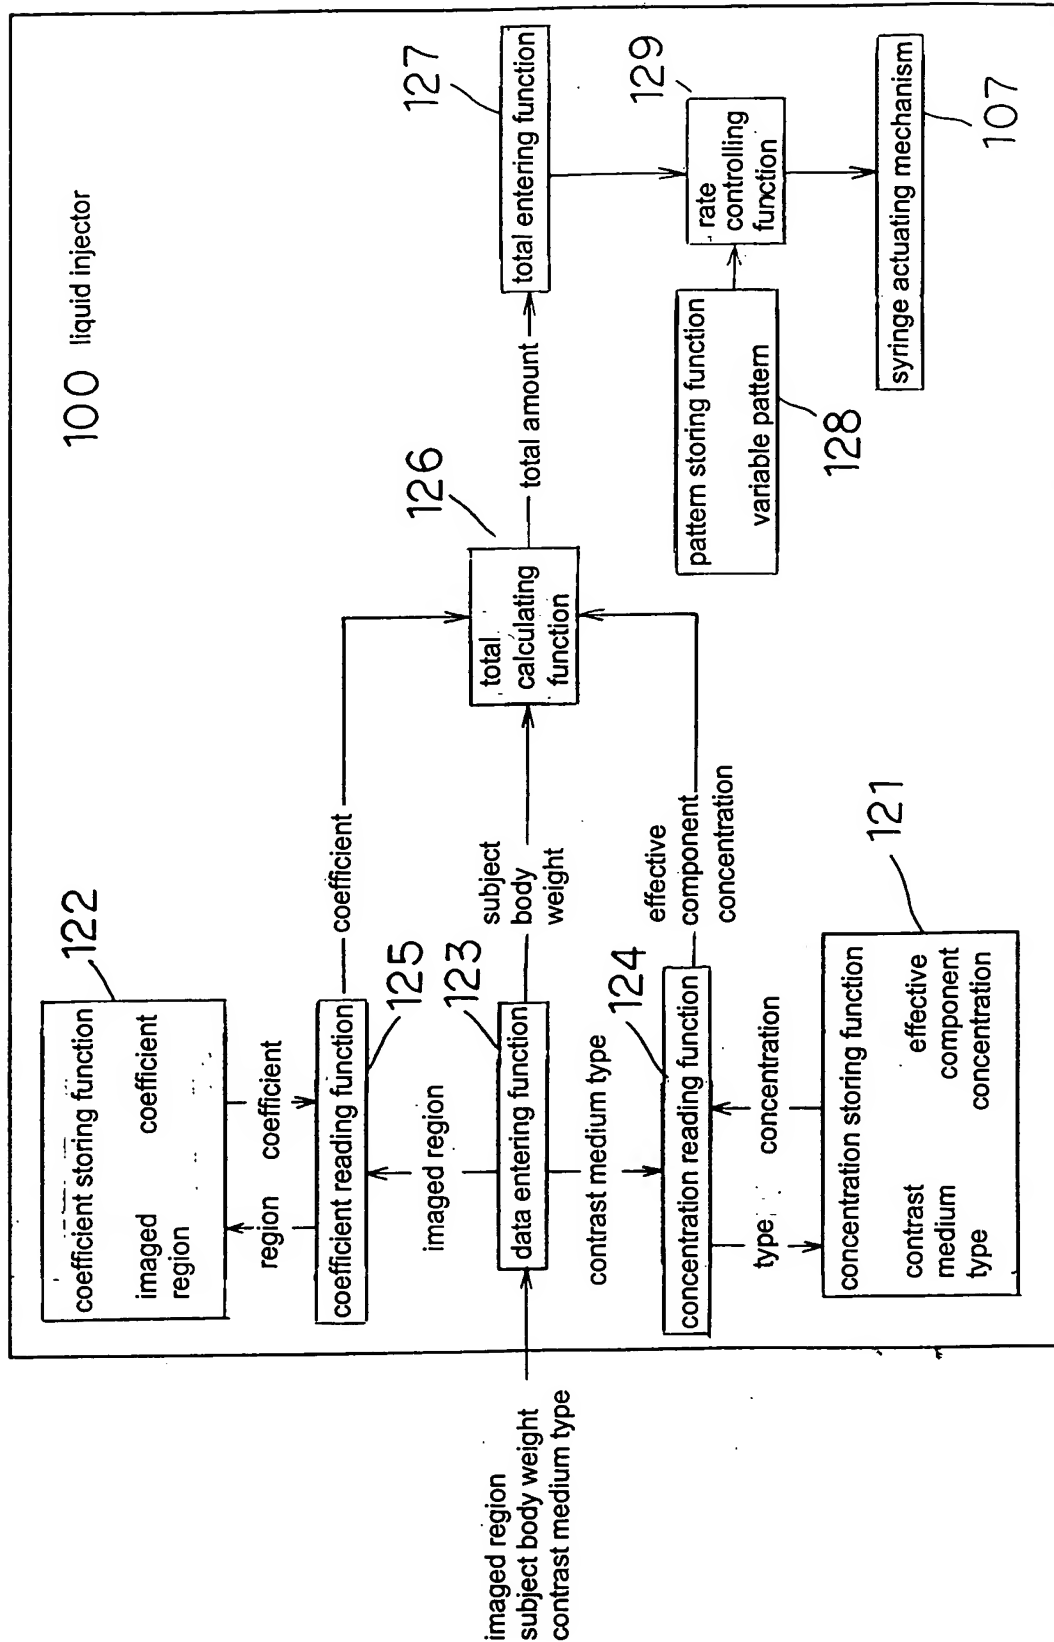 100 liquid injector
122
coefficient storing function
imaged
region
coefficient
region
coefficient
coefficient reading function
125
coefficient
imaged region
123
data entering function
imaged region
subject body weight
contrast medium type
subject
body
weight
contrast medium type
124
concentration reading function
effective
component
concentration
type
concentration
121
concentration storing function
contrast
medium
type
effective
component
concentration
126
total
calculating
function
total amount
127
total entering function
129
rate
controlling
function
pattern storing function
variable pattern
128
syringe actuating mechanism
107